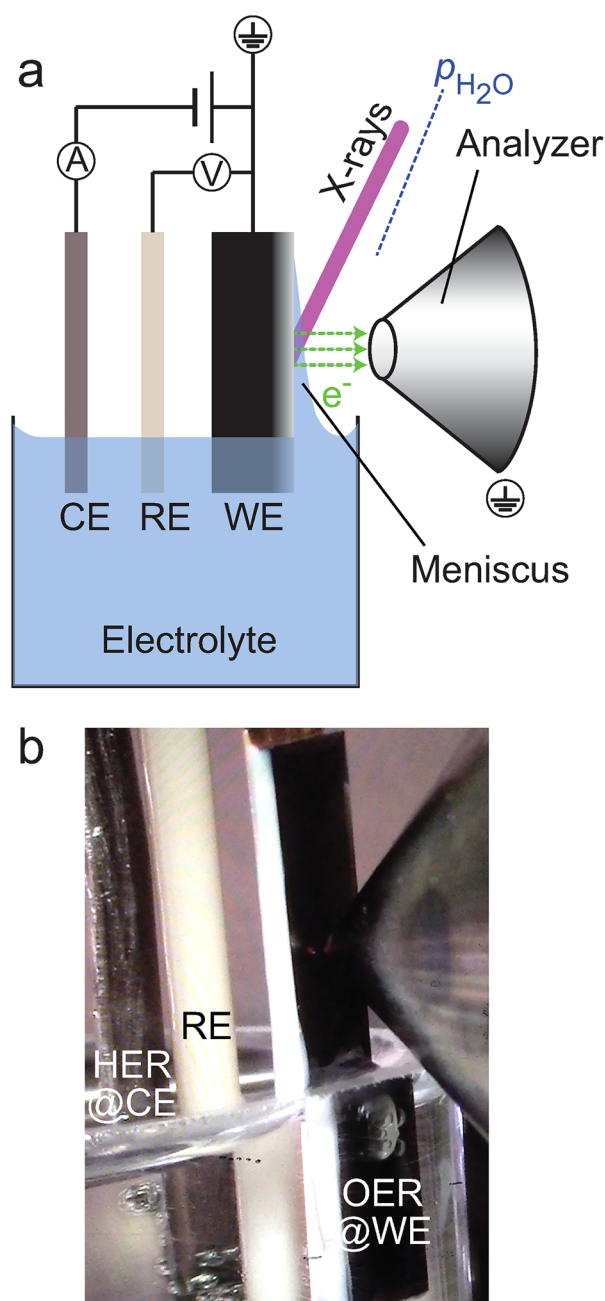 a
pH2O
X-rays
Analyzer
A
V
e-
CE
RE
WE
Meniscus
Electrolyte
b
RE
HER
@CE
OER
@WE